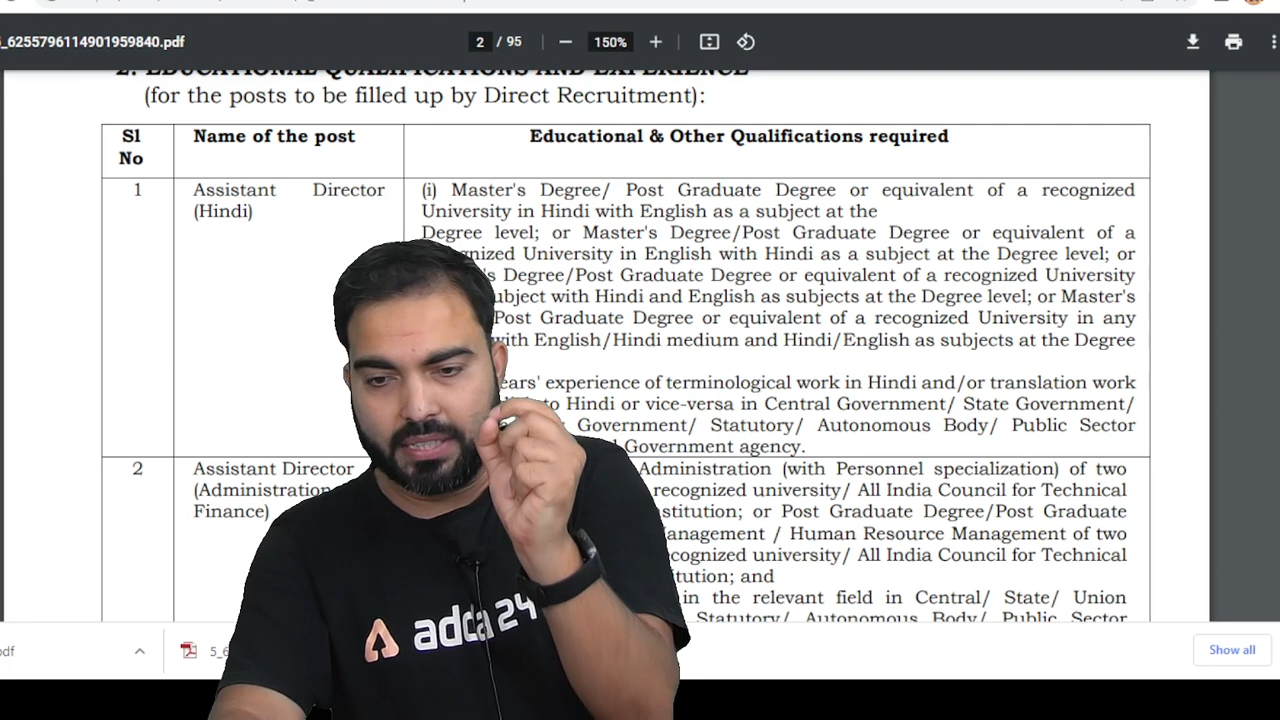 _6255796114901959840.pdf
2 / 95
150%
2. EDUCATIONAL QUALIFICATIONS AND EXPERIENCE
(for the posts to be filled up by Direct Recruitment):
Sl No
Name of the post
Educational & Other Qualifications required
1
Assistant Director
(Hindi)
(i) Master's Degree/ Post Graduate Degree or equivalent of a recognized
University in Hindi with English as a subject at the
Degree level; or Master's Degree/Post Graduate Degree or equivalent of a
University in English with Hindi as a subject at the Degree level; or
Degree/Post Graduate Degree or equivalent of a recognized University
with Hindi and English as subjects at the Degree level; or Master's
Post Graduate Degree or equivalent of a recognized University in any
with English/Hindi medium and Hindi/English as subjects at the Degree
experience of terminological work in Hindi and/or translation work
to Hindi or vice-versa in Central Government/ State Government/
Government/ Statutory/ Autonomous Body/ Public Sector
Government agency.
2
Assistant Director
(Administration
Finance)
Administration (with Personnel specialization) of two
recognized university/ All India Council for Technical
or Post Graduate Degree/Post Graduate
/ Human Resource Management of two
university/ All India Council for Technical
and
in the relevant field in Central/ State/ Union
Statutory/ Autonomous Body/ Public Sector
5_6
Show all
adda247